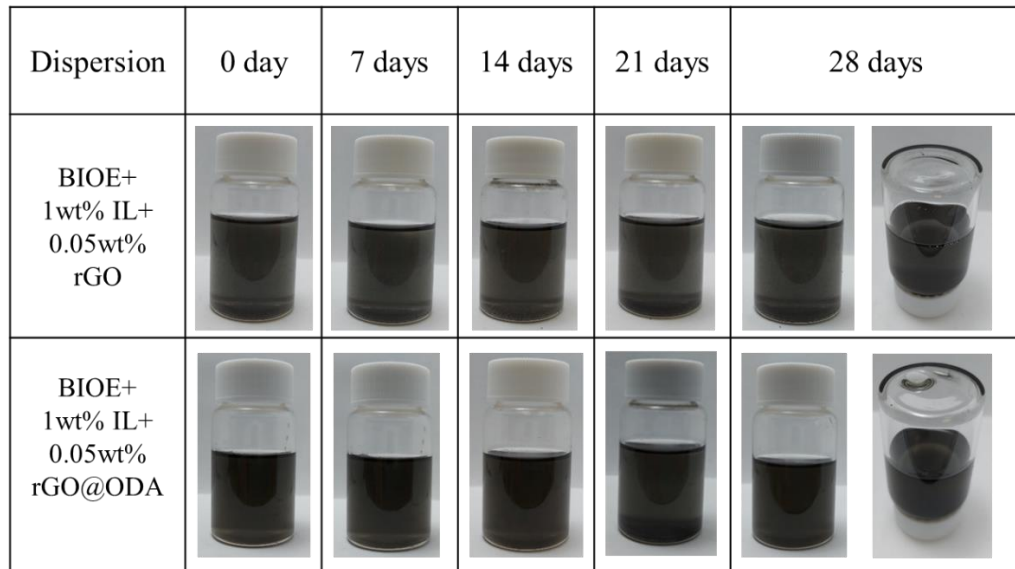 Dispersion 0 day 7 days 14 days 21 days 28 days
BIOE+
1wt% IL+
0.05wt%
rGO
BIOE+
1wt% IL+
0.05wt%
rGO@ODA